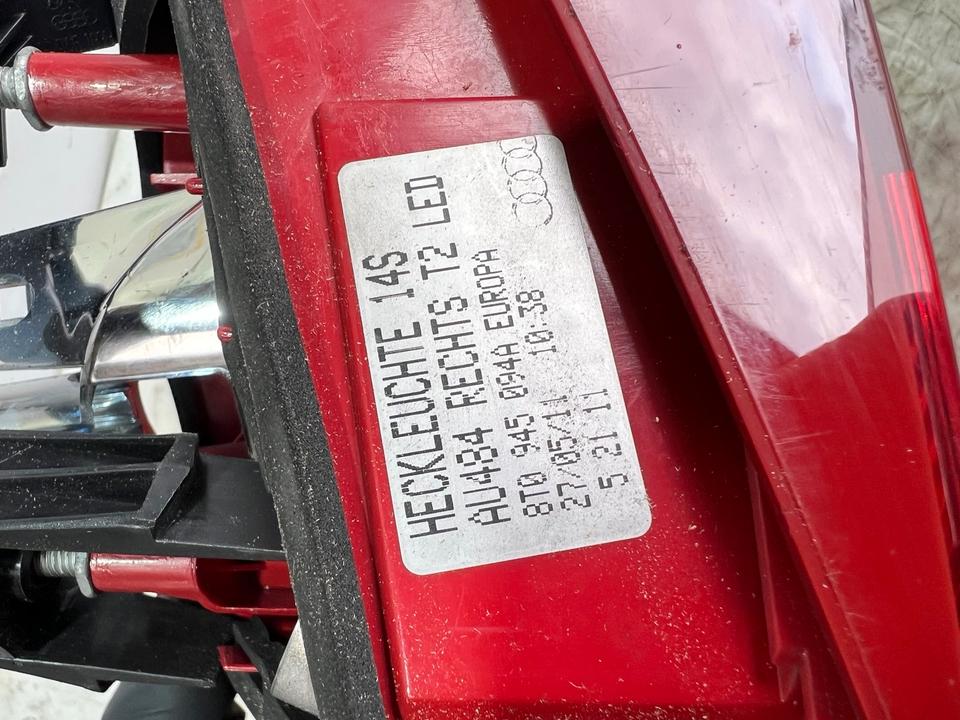 HECKLEUCHTE 14S
AU484 RECHTS T2 LED
8T0 945 094A EUROPA
27/05/11 10:38
5 21 11